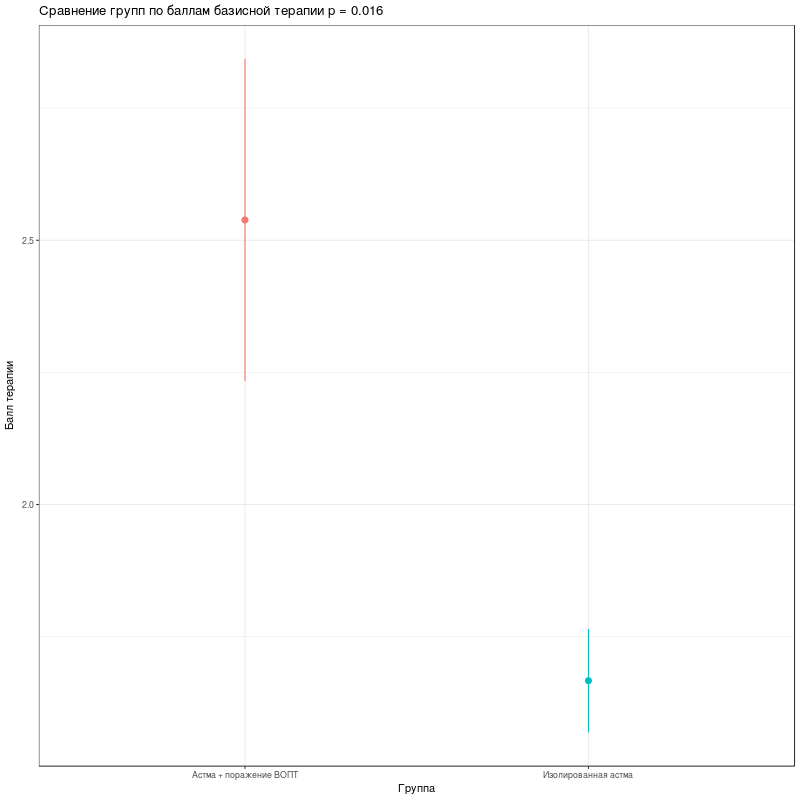 Сравнение групп по баллам базисной терапии p = 0.016
Балл терапии
2.5
2.0
Астма + поражение ВОПТ
Изолированная астма
Группа